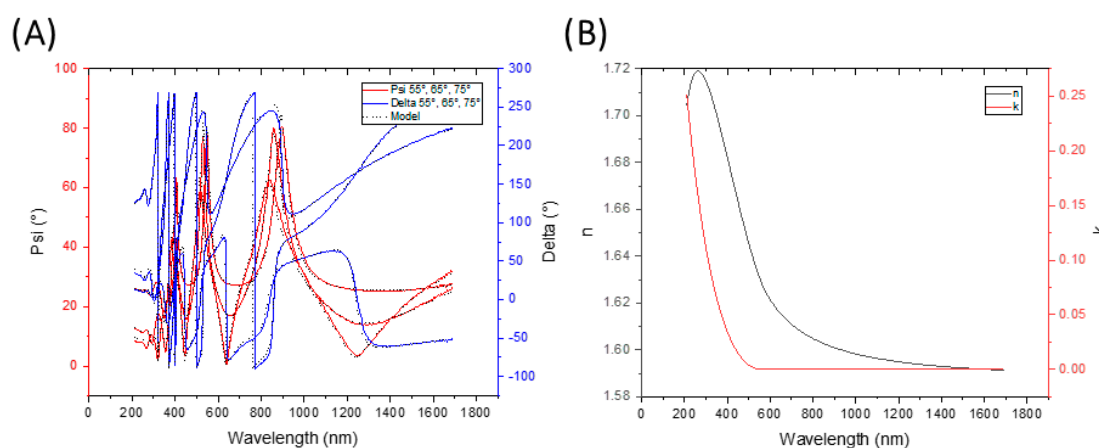 (A)
100
80
60
40
20
0
Psi (°)
300
250
200
150
100
50
0
-50
-100
Delta (°)
Psi 55°, 65°, 75°
Delta 55°, 65°, 75°
Model
0 200 400 600 800 1000 1200 1400 1600 1800
Wavelength (nm)
(B)
1.72
1.70
1.68
1.66
1.64
1.62
1.60
1.58
n
0.25
0.20
0.15
0.10
0.05
0.00
k
n
k
0 200 400 600 800 1000 1200 1400 1600 1800
Wavelength (nm)